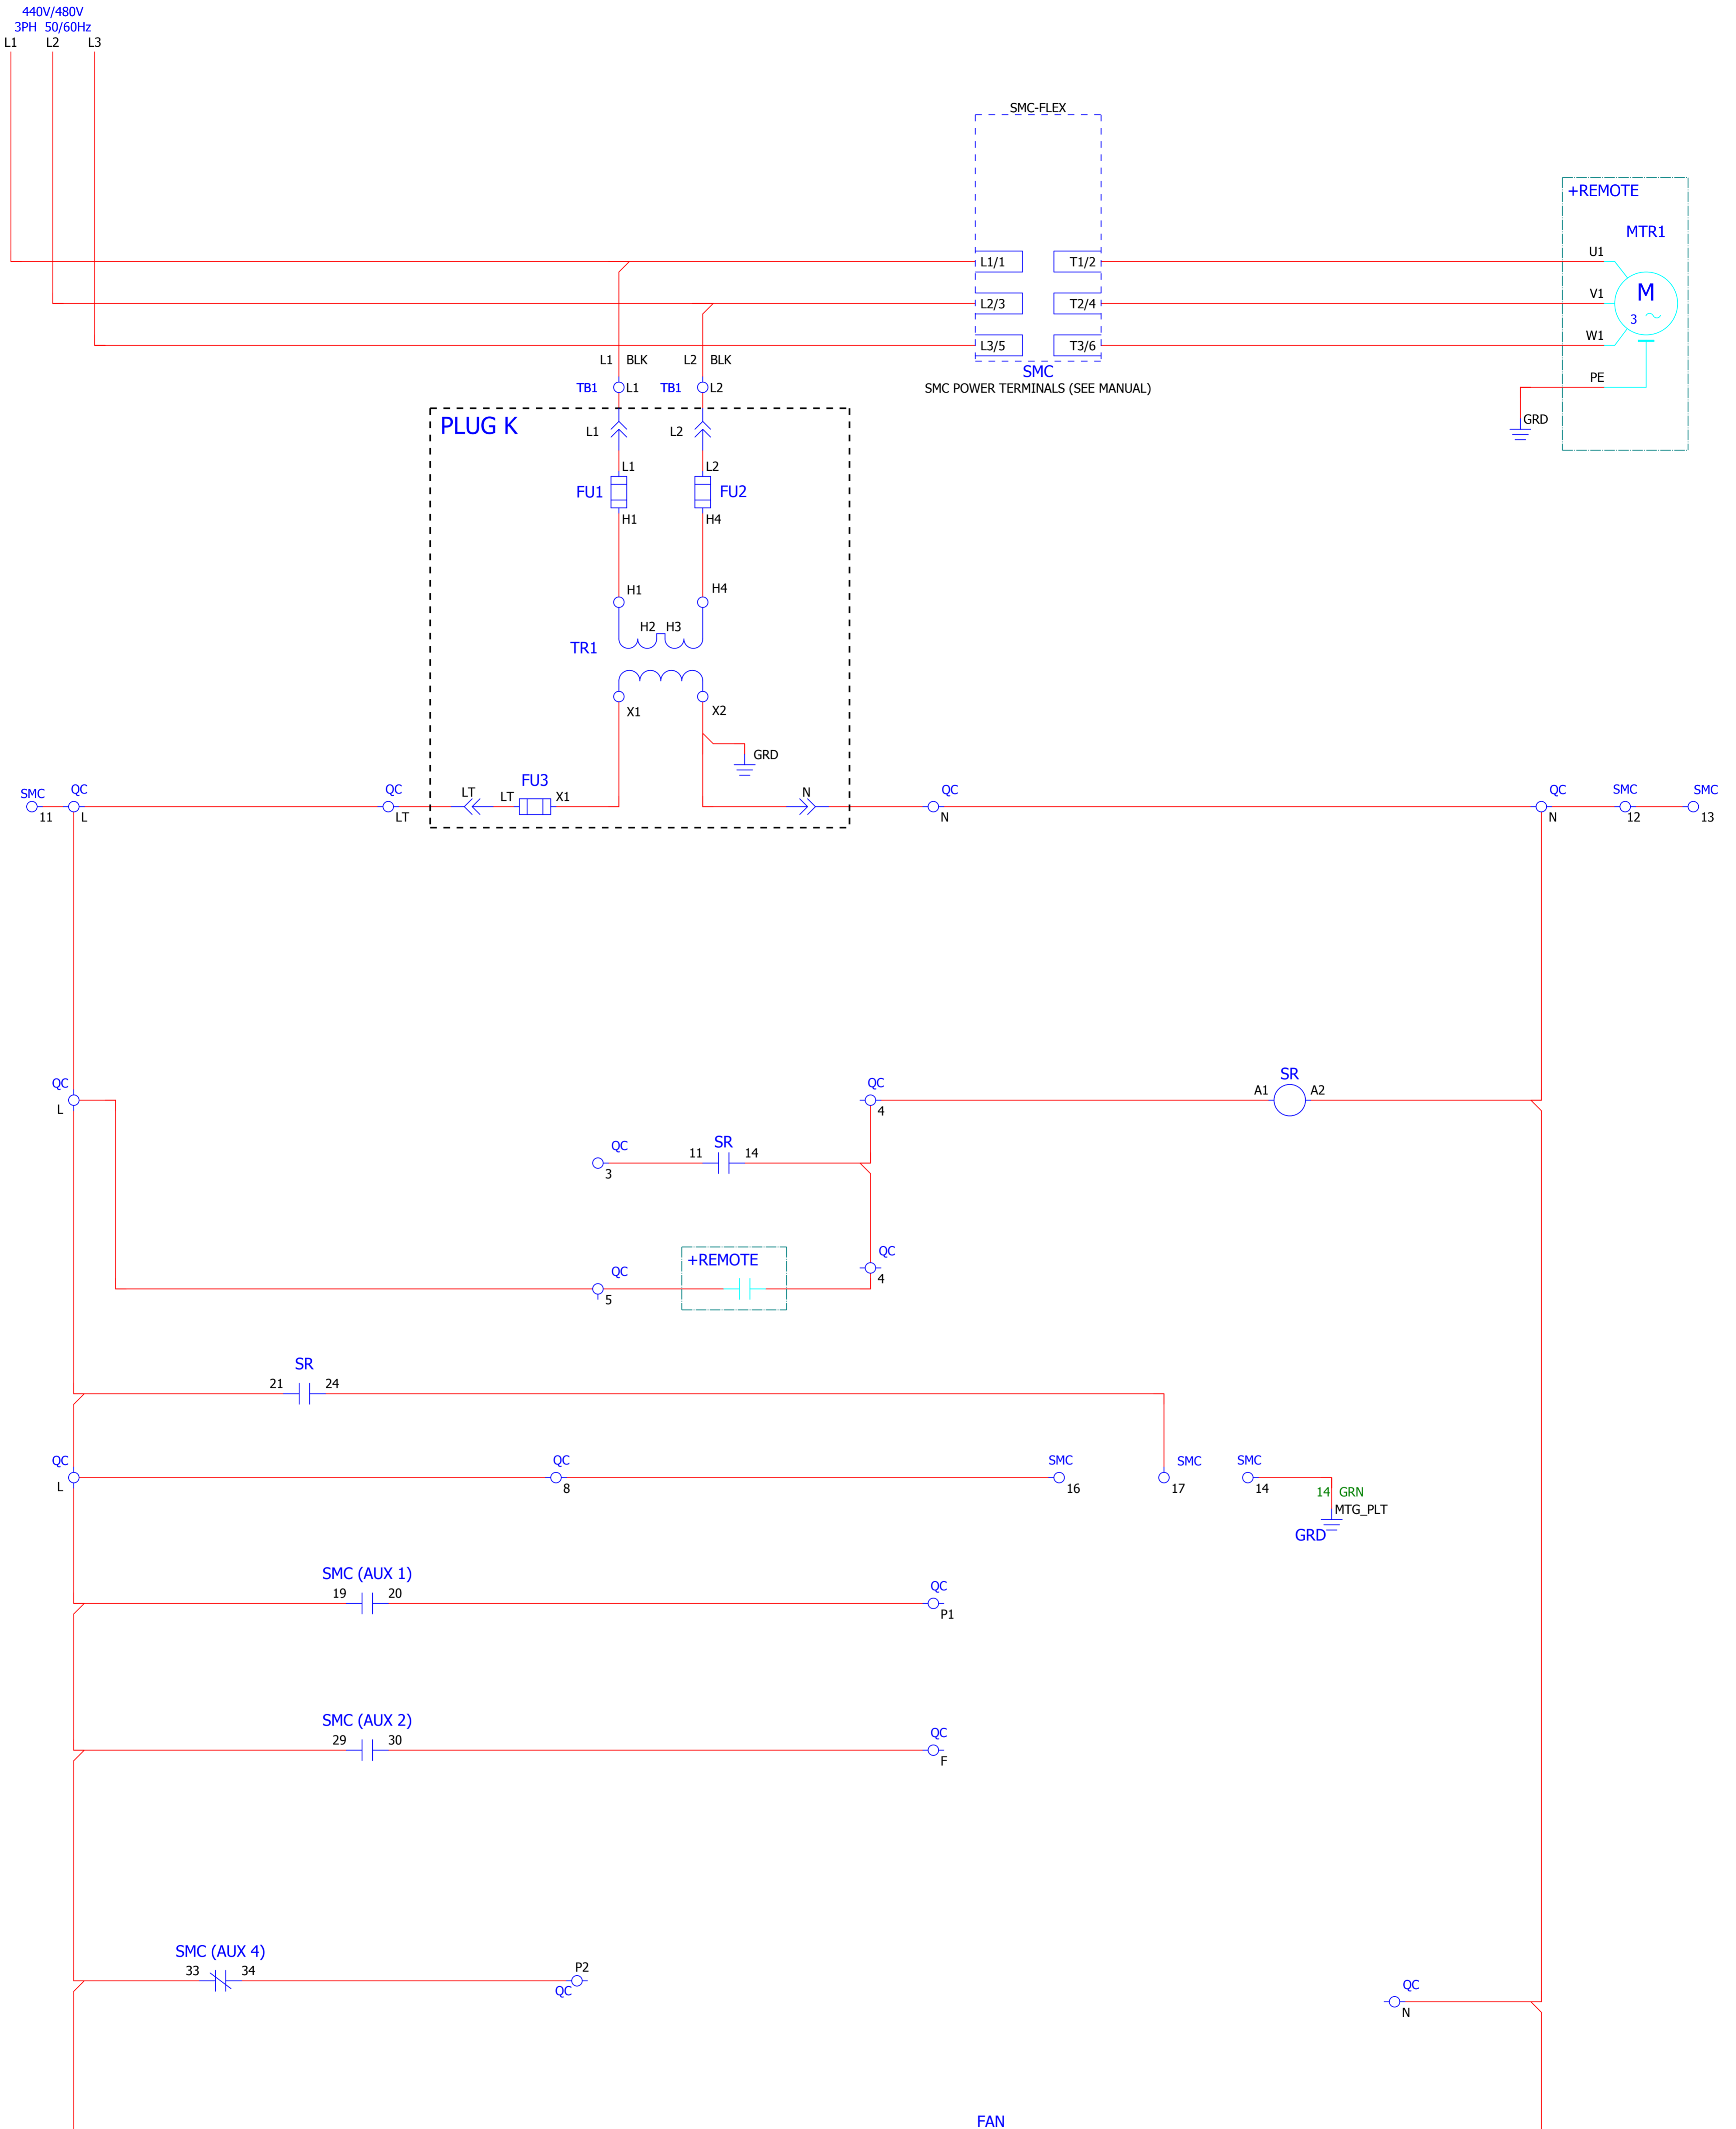 440V/480V
3PH 50/60Hz
L1 L2 L3
SMC-FLEX
+REMOTE
MTR1
U1
L1/1 T1/2
V1
M
3
L2/3 T2/4
W1
L3/5 T3/6
L1 BLK L2 BLK
SMC
PE
TB1 L1 TB1 L2
SMC POWER TERMINALS (SEE MANUAL)
PLUG K
GRD
L1 L2
L1 L2
FU1 FU2
H1 H4
H1 H4
H2 H3
TR1
X1 X2
GRD
FU3
SMC QC QC LT LT X1 N QC QC SMC SMC
11 L LT N N 12 13
SR
QC QC A1 A2
L 4
SR
QC 11 14
3
QC
+REMOTE
QC 4
5
SR
21 24
QC QC SMC SMC SMC
L 8 16 17 14
14 GRN
MTG_PLT
GRD
SMC (AUX 1)
19 20 QC
P1
SMC (AUX 2)
29 30 QC
F
SMC (AUX 4)
33 34 P2
QC
QC
N
FAN